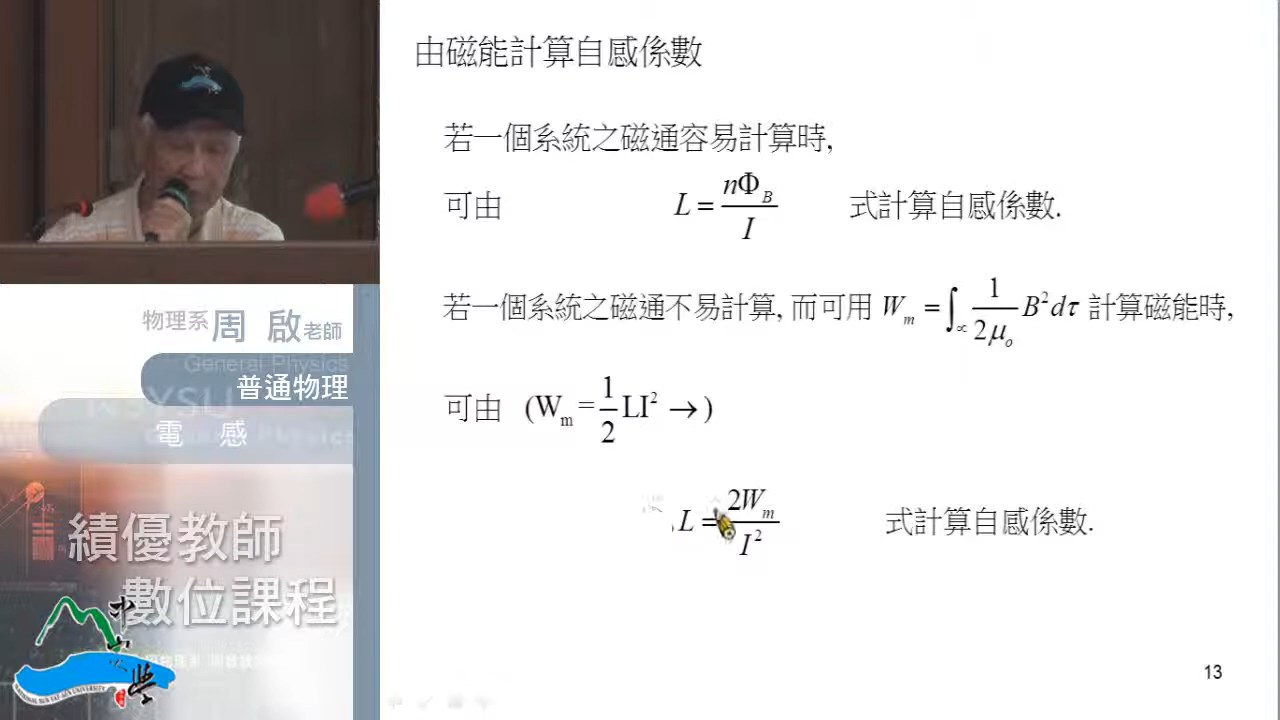 由磁能計算自感係數
若一個系統之磁通容易計算時,
可由 L = nΦ_B / I 式計算自感係數.
若一個系統之磁通不易計算, 而可用 W_m = ∫_∝ 1/(2μ_o) B² dτ 計算磁能時,
可由 (W_m = 1/2 LI² → )
L = 2W_m / I² 式計算自感係數.
13
物理系 周 啟 老師
General Physics
普通物理
電 感
績優教師
數位課程
NATIONAL SUN YAT-SEN UNIVERSITY